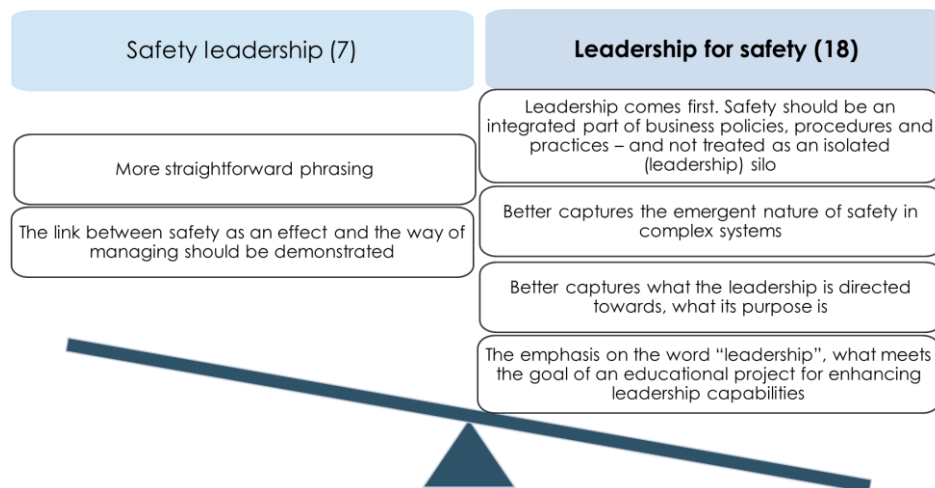 Safety leadership (7)
More straightforward phrasing
The link between safety as an effect and the way of
managing should be demonstrated
Leadership for safety (18)
Leadership comes first. Safety should be an
integrated part of business policies, procedures and
practices – and not treated as an isolated
(leadership) silo
Better captures the emergent nature of safety in
complex systems
Better captures what the leadership is directed
towards, what its purpose is
The emphasis on the word “leadership”, what meets
the goal of an educational project for enhancing
leadership capabilities